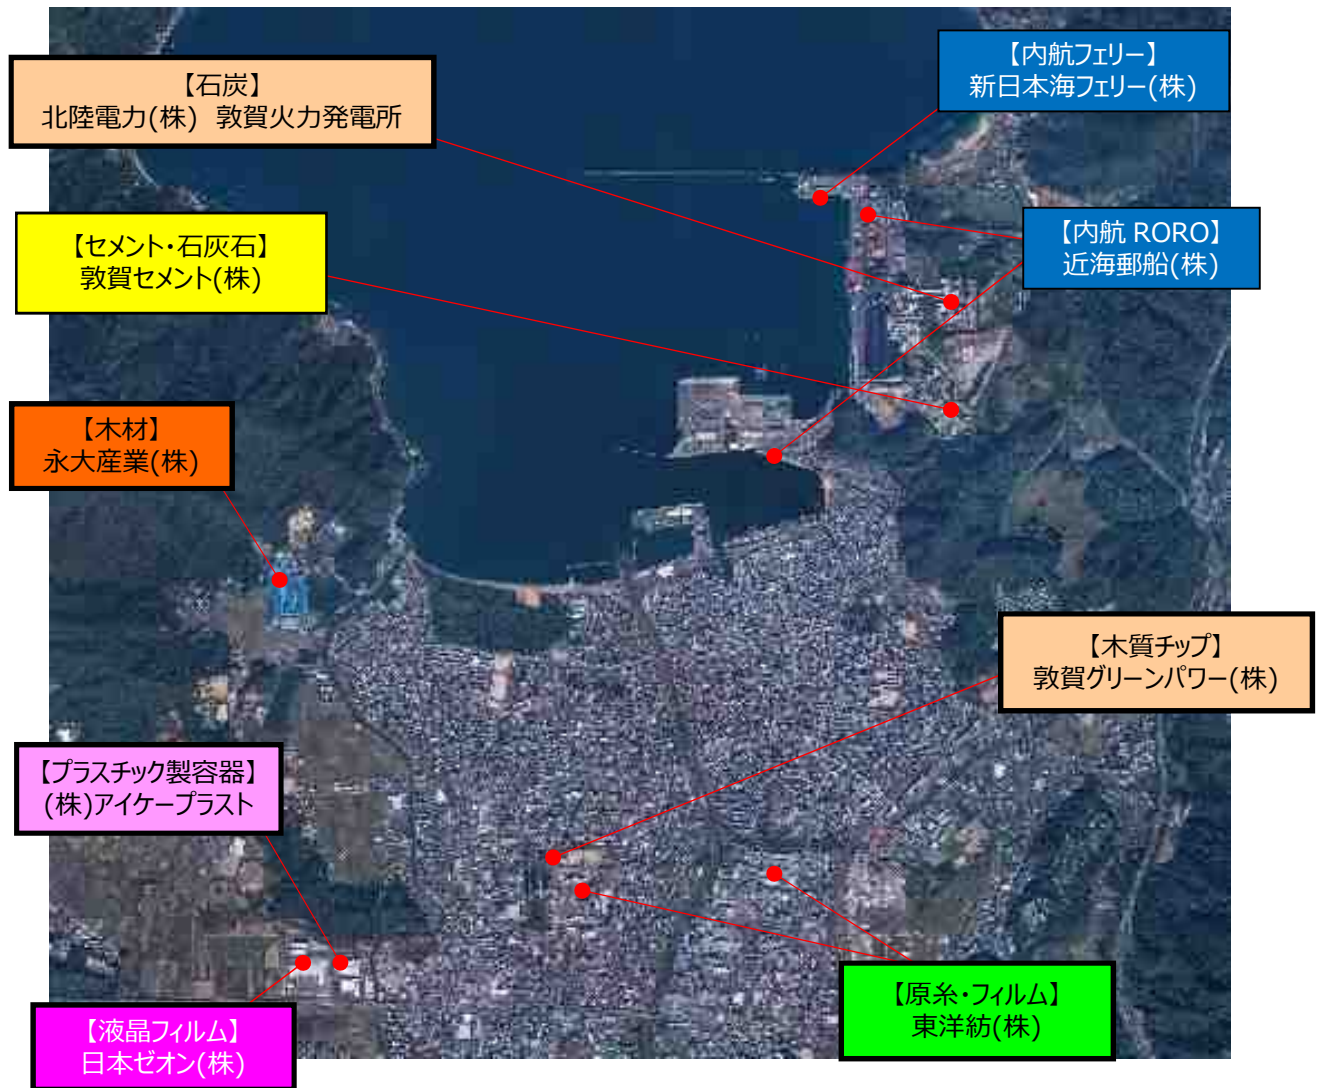 【石炭】
北陸電力(株) 敦賀火力発電所
【内航フェリー】
新日本海フェリー(株)
【セメント・石灰石】
敦賀セメント(株)
【内航 RORO】
近海郵船(株)
【木材】
永大産業(株)
【木質チップ】
敦賀グリーンパワー(株)
【プラスチック製容器】
(株)アイケープラスト
【原糸・フィルム】
東洋紡(株)
【液晶フィルム】
日本ゼオン(株)